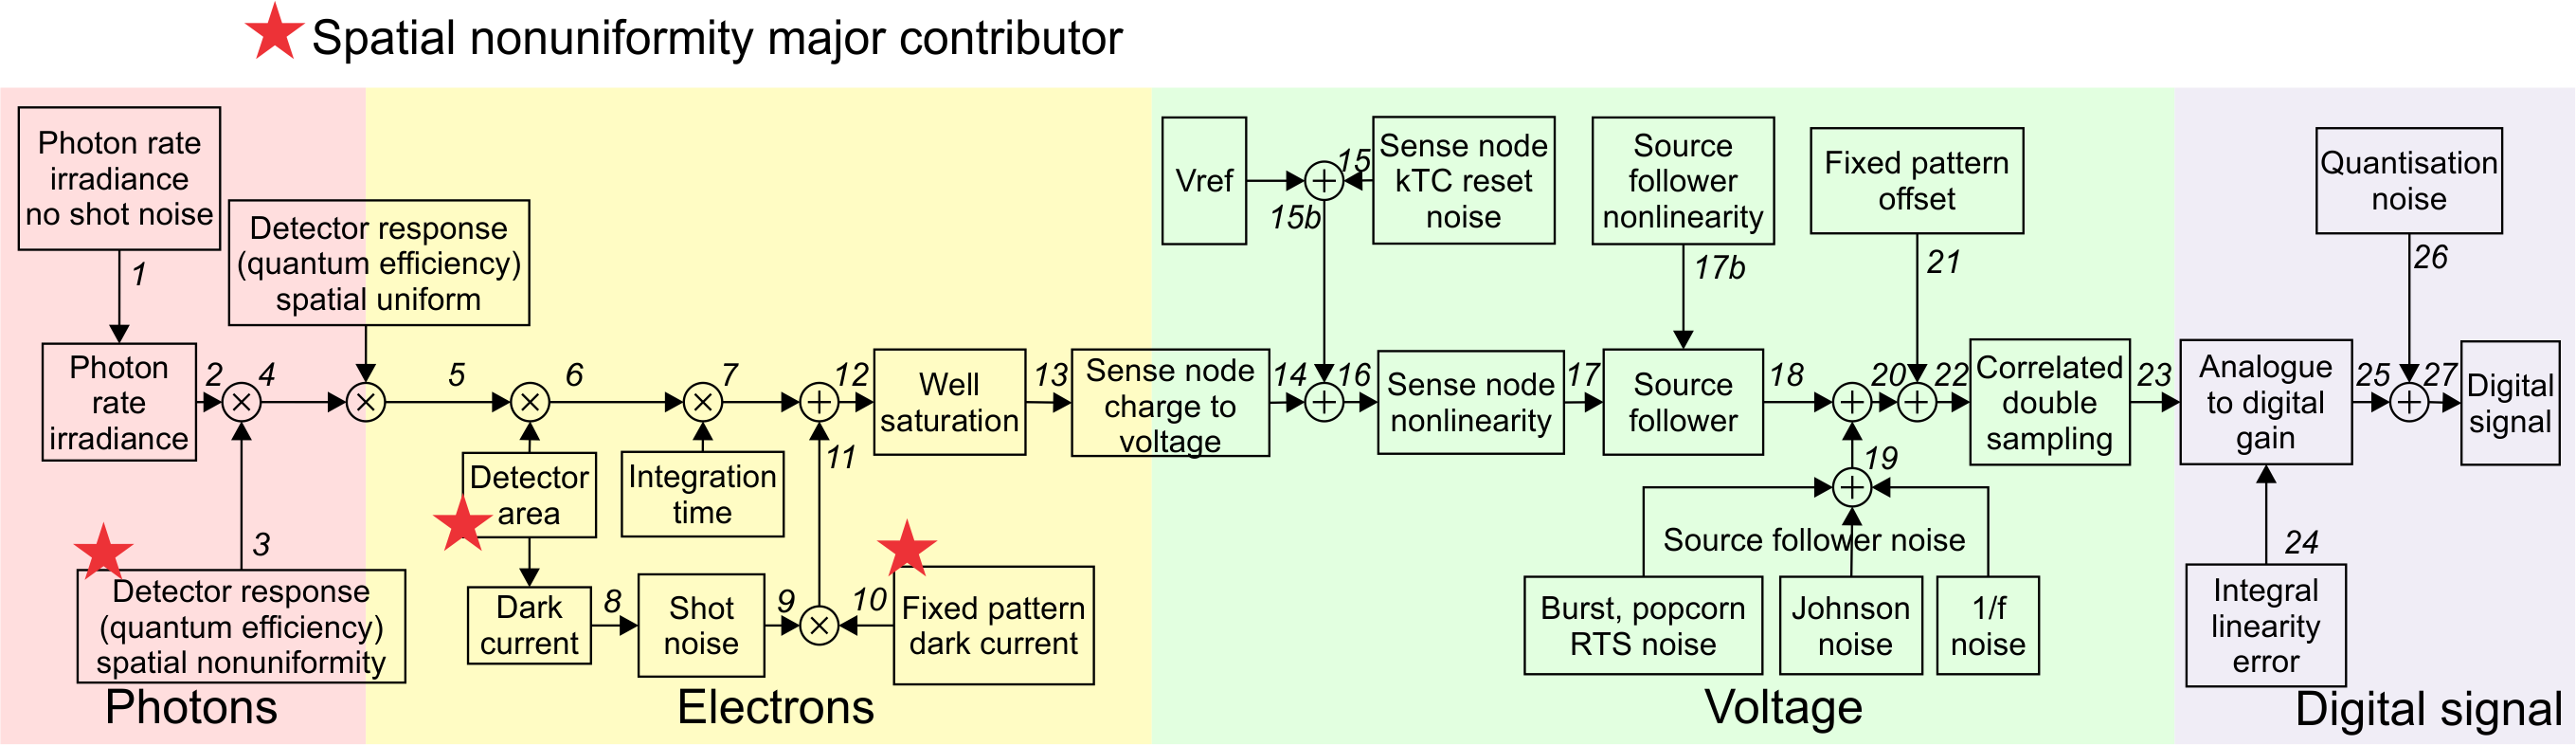 Spatial nonuniformity major contributor
Photon rate
irradiance
no shot noise
1
Detector response
(quantum efficiency)
spatial uniform
Photon
rate
irradiance
2
4
3
Detector response
(quantum efficiency)
spatial nonuniformity
Photons
5
6
7
12
Detector
area
Integration
time
11
Dark
current
8
Shot
noise
9
10
Fixed pattern
dark current
Well
saturation
13
Electrons
Sense node
charge to
voltage
Vref
15
15b
Sense node
kTC reset
noise
14
16
Sense node
nonlinearity
17
Source
follower
nonlinearity
17b
Source
follower
18
Fixed pattern
offset
21
20
22
19
Source follower noise
Burst, popcorn
RTS noise
Johnson
noise
1/f
noise
Correlated
double
sampling
23
Voltage
Analogue
to digital
gain
24
Integral
linearity
error
Quantisation
noise
26
25
27
Digital
signal
Digital signal